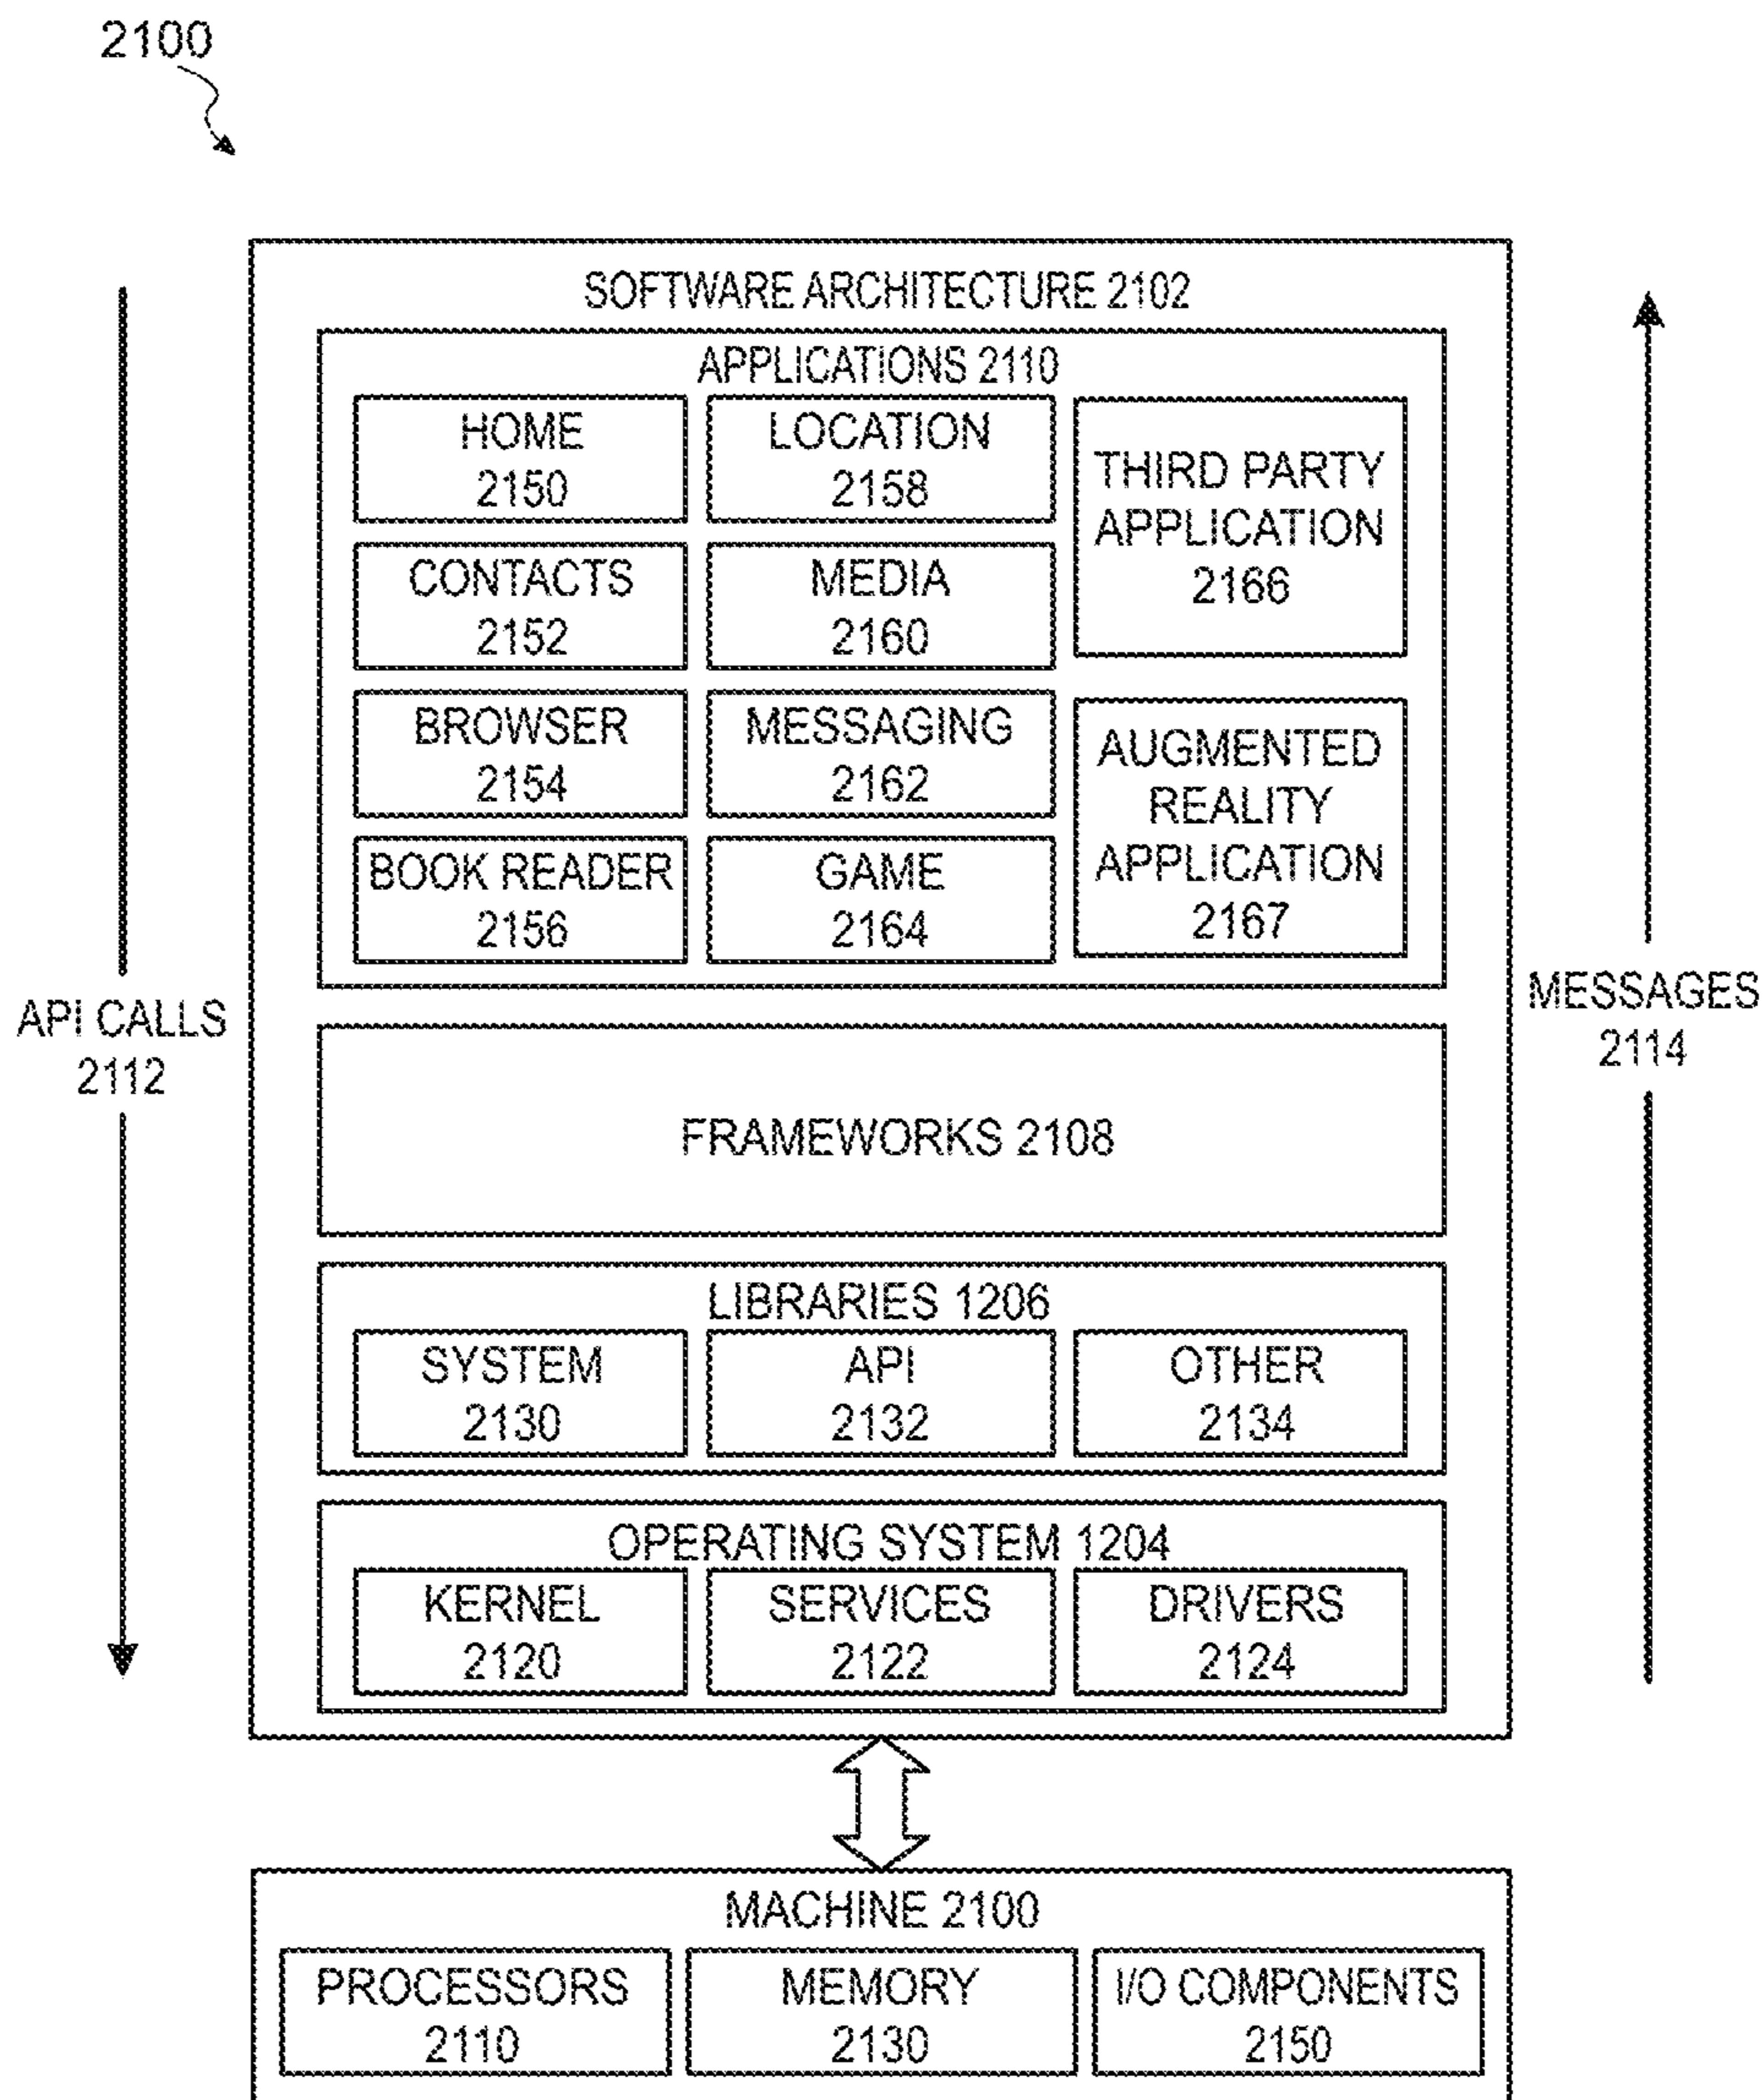 2100
SOFTWARE ARCHITECTURE 2102
APPLICATIONS 2110
HOME
2150
LOCATION
2158
THIRD PARTY
APPLICATION
2166
CONTACTS
2152
MEDIA
2160
BROWSER
2154
MESSAGING
2162
AUGMENTED
REALITY
APPLICATION
2167
BOOK READER
2156
GAME
2164
API CALLS
2112
MESSAGES
2114
FRAMEWORKS 2108
LIBRARIES 1206
SYSTEM
2130
API
2132
OTHER
2134
OPERATING SYSTEM 1204
KERNEL
2120
SERVICES
2122
DRIVERS
2124
MACHINE 2100
PROCESSORS
2110
MEMORY
2130
I/O COMPONENTS
2150